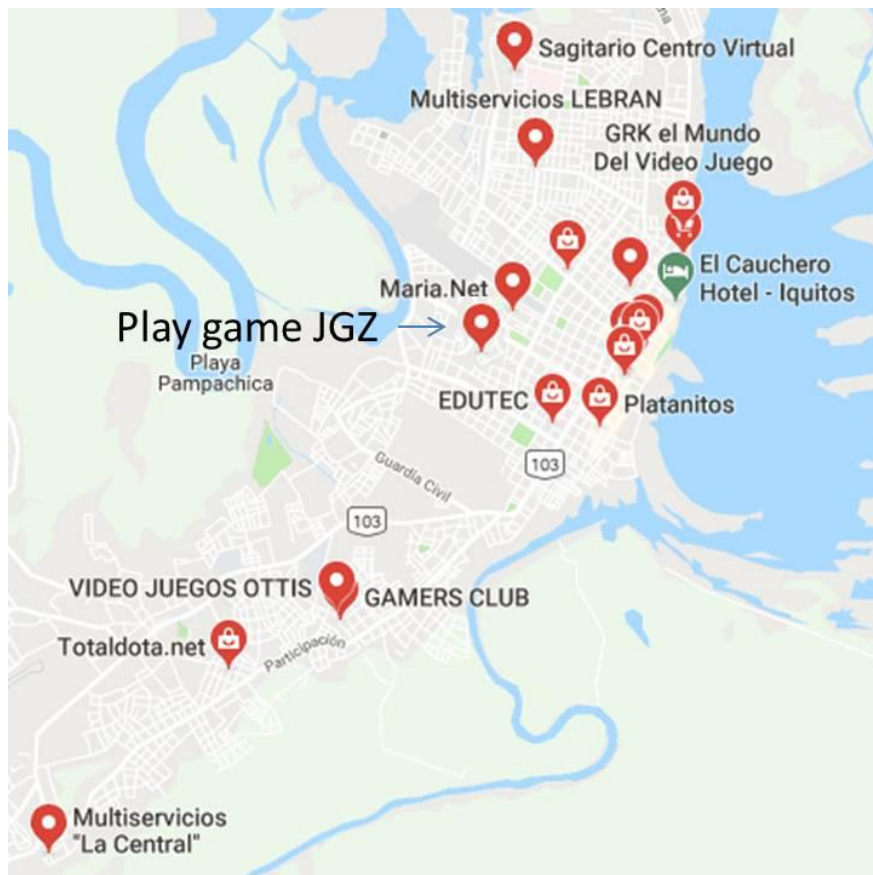 Sagitario Centro Virtual
Multiservicios LEBRAN
GRK el Mundo
Del Video Juego
El Cauchero
Hotel - Iquitos
Maria.Net
Play game JGZ
Playa
Pampachica
EDUTEC
Platanitos
103
Guardia Civil
103
VIDEO JUEGOS OTTIS
GAMERS CLUB
Totaldota.net
Participación
Multiservicios
"La Central"